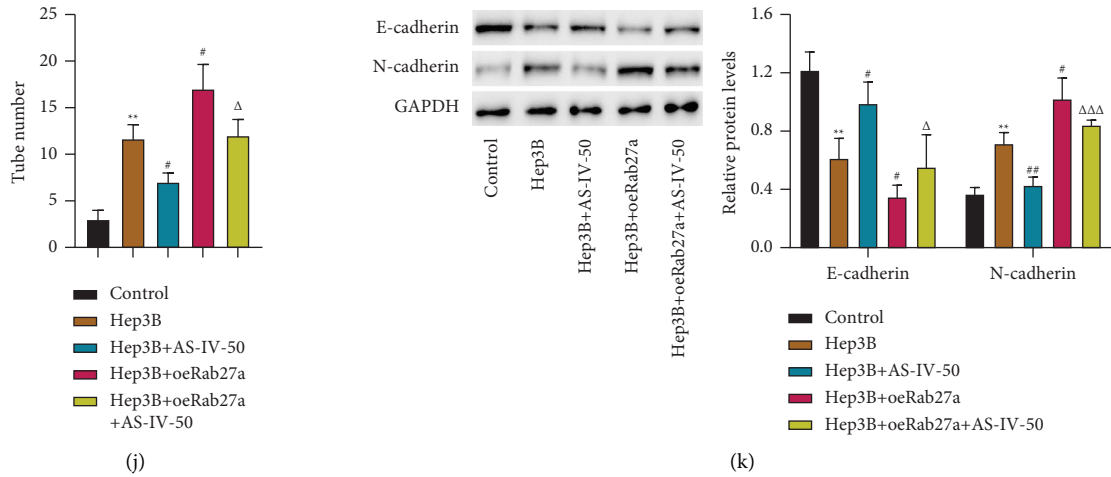 25
20
15
10
5
0
Tube number
**
#
#
Δ
Control
Hep3B
Hep3B+AS-IV-50
Hep3B+oeRab27a
Hep3B+oeRab27a
+AS-IV-50
(j)
E-cadherin
N-cadherin
GAPDH
Control
Hep3B
Hep3B+AS-IV-50
Hep3B+oeRab27a
Hep3B+oeRab27a+AS-IV-50
1.6
1.2
0.8
0.4
0.0
Relative protein levels
**
#
#
Δ
**
##
#
ΔΔΔ
E-cadherin
N-cadherin
Control
Hep3B
Hep3B+AS-IV-50
Hep3B+oeRab27a
Hep3B+oeRab27a+AS-IV-50
(k)